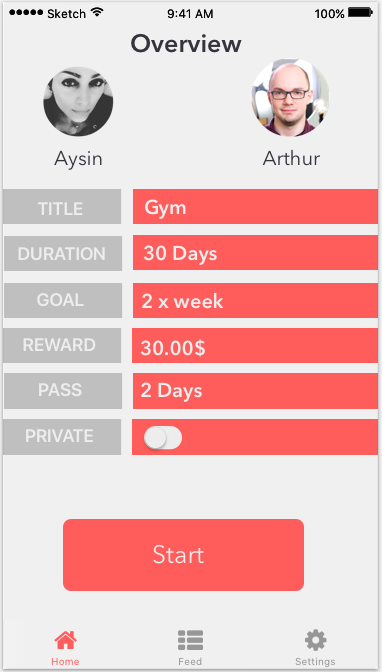 Sketch 9:41 AM 100%
Overview
Aysin Arthur
TITLE Gym
DURATION 30 Days
GOAL 2 x week
REWARD 30.00$
PASS 2 Days
PRIVATE
Start
Home Feed Settings